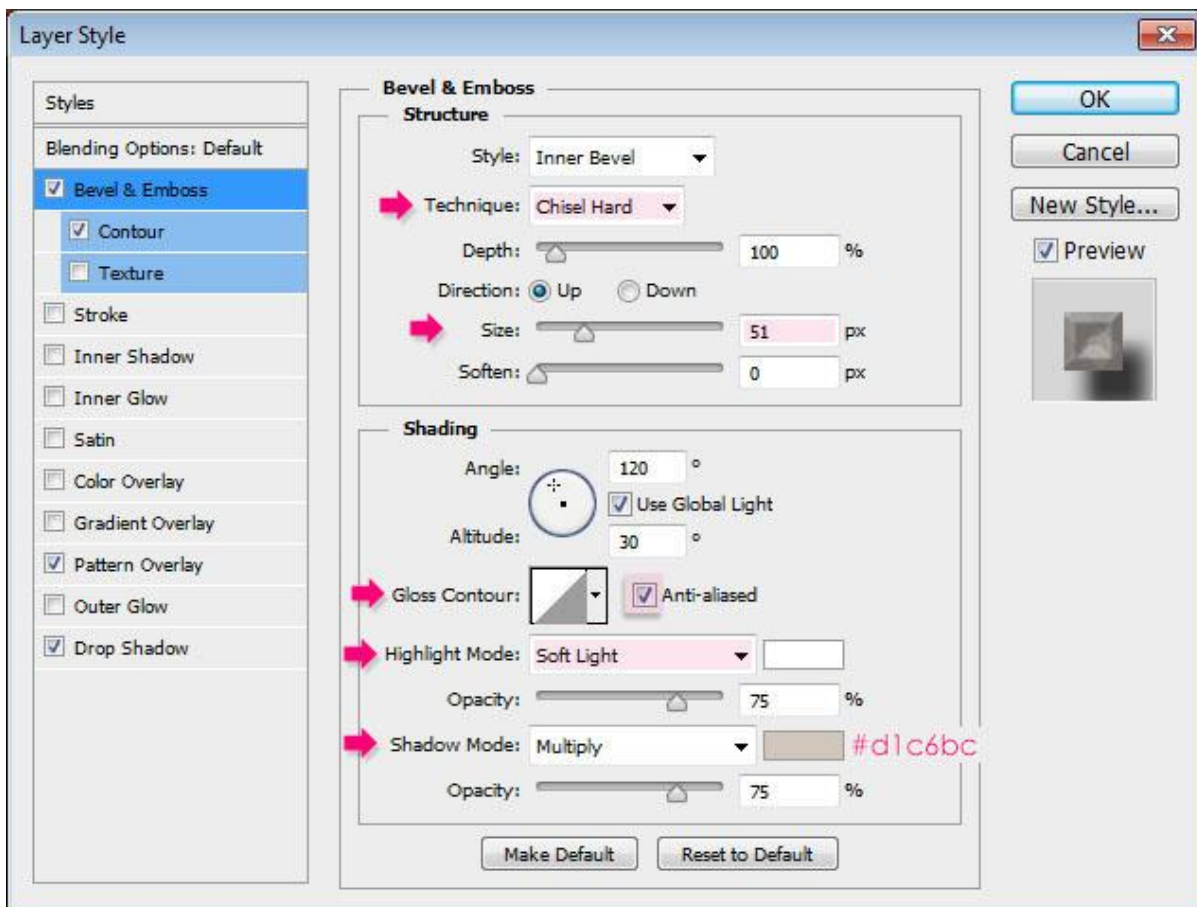 Layer Style
Styles
Blending Options: Default
Bevel & Emboss
Contour
Texture
Stroke
Inner Shadow
Inner Glow
Satin
Color Overlay
Gradient Overlay
Pattern Overlay
Outer Glow
Drop Shadow
Bevel & Emboss
Structure
Style: Inner Bevel
Technique: Chisel Hard
Depth: 100 %
Direction: Up Down
Size: 51 px
Soften: 0 px
Shading
Angle: 120 °
Use Global Light
Altitude: 30 °
Gloss Contour: Anti-aliased
Highlight Mode: Soft Light
Opacity: 75 %
Shadow Mode: Multiply #d1c6bc
Opacity: 75 %
Make Default Reset to Default
OK
Cancel
New Style...
Preview